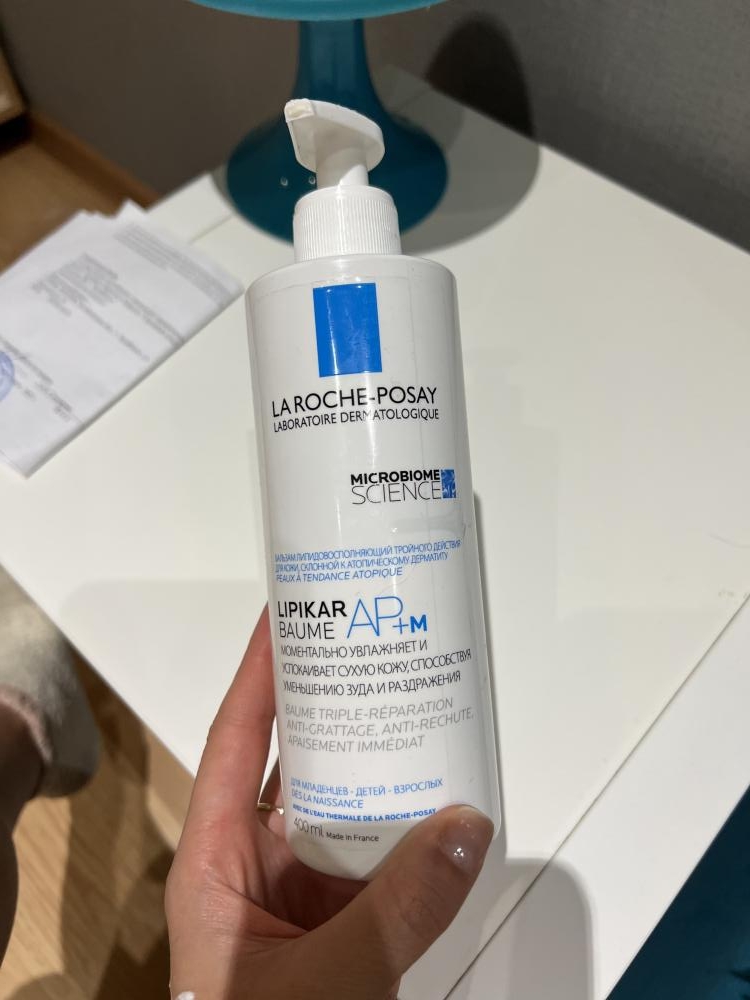 LA ROCHE-POSAY
LABORATOIRE DERMATOLOGIQUE
MICROBIOME
SCIENCE
БАЛЬЗАМ ЛИПИДОВОСПОЛНЯЮЩИЙ ТРОЙНОГО ДЕЙСТВИЯ
ДЛЯ КОЖИ, СКЛОННОЙ К АТОПИЧЕСКОМУ ДЕРМАТИТУ
PEAUX À TENDANCE ATOPIQUE
LIPIKAR
BAUME AP+M
МОМЕНТАЛЬНО УВЛАЖНЯЕТ И
УСПОКАИВАЕТ СУХУЮ КОЖУ, СПОСОБСТВУЯ
УМЕНЬШЕНИЮ ЗУДА И РАЗДРАЖЕНИЯ
BAUME TRIPLE-RÉPARATION
ANTI-GRATTAGE, ANTI-RECHUTE,
APAISEMENT IMMÉDIAT
ДЛЯ МЛАДЕНЦЕВ - ДЕТЕЙ - ВЗРОСЛЫХ
DÈS LA NAISSANCE
AVEC DE L'EAU THERMALE DE LA ROCHE-POSAY
400 ml Made in France